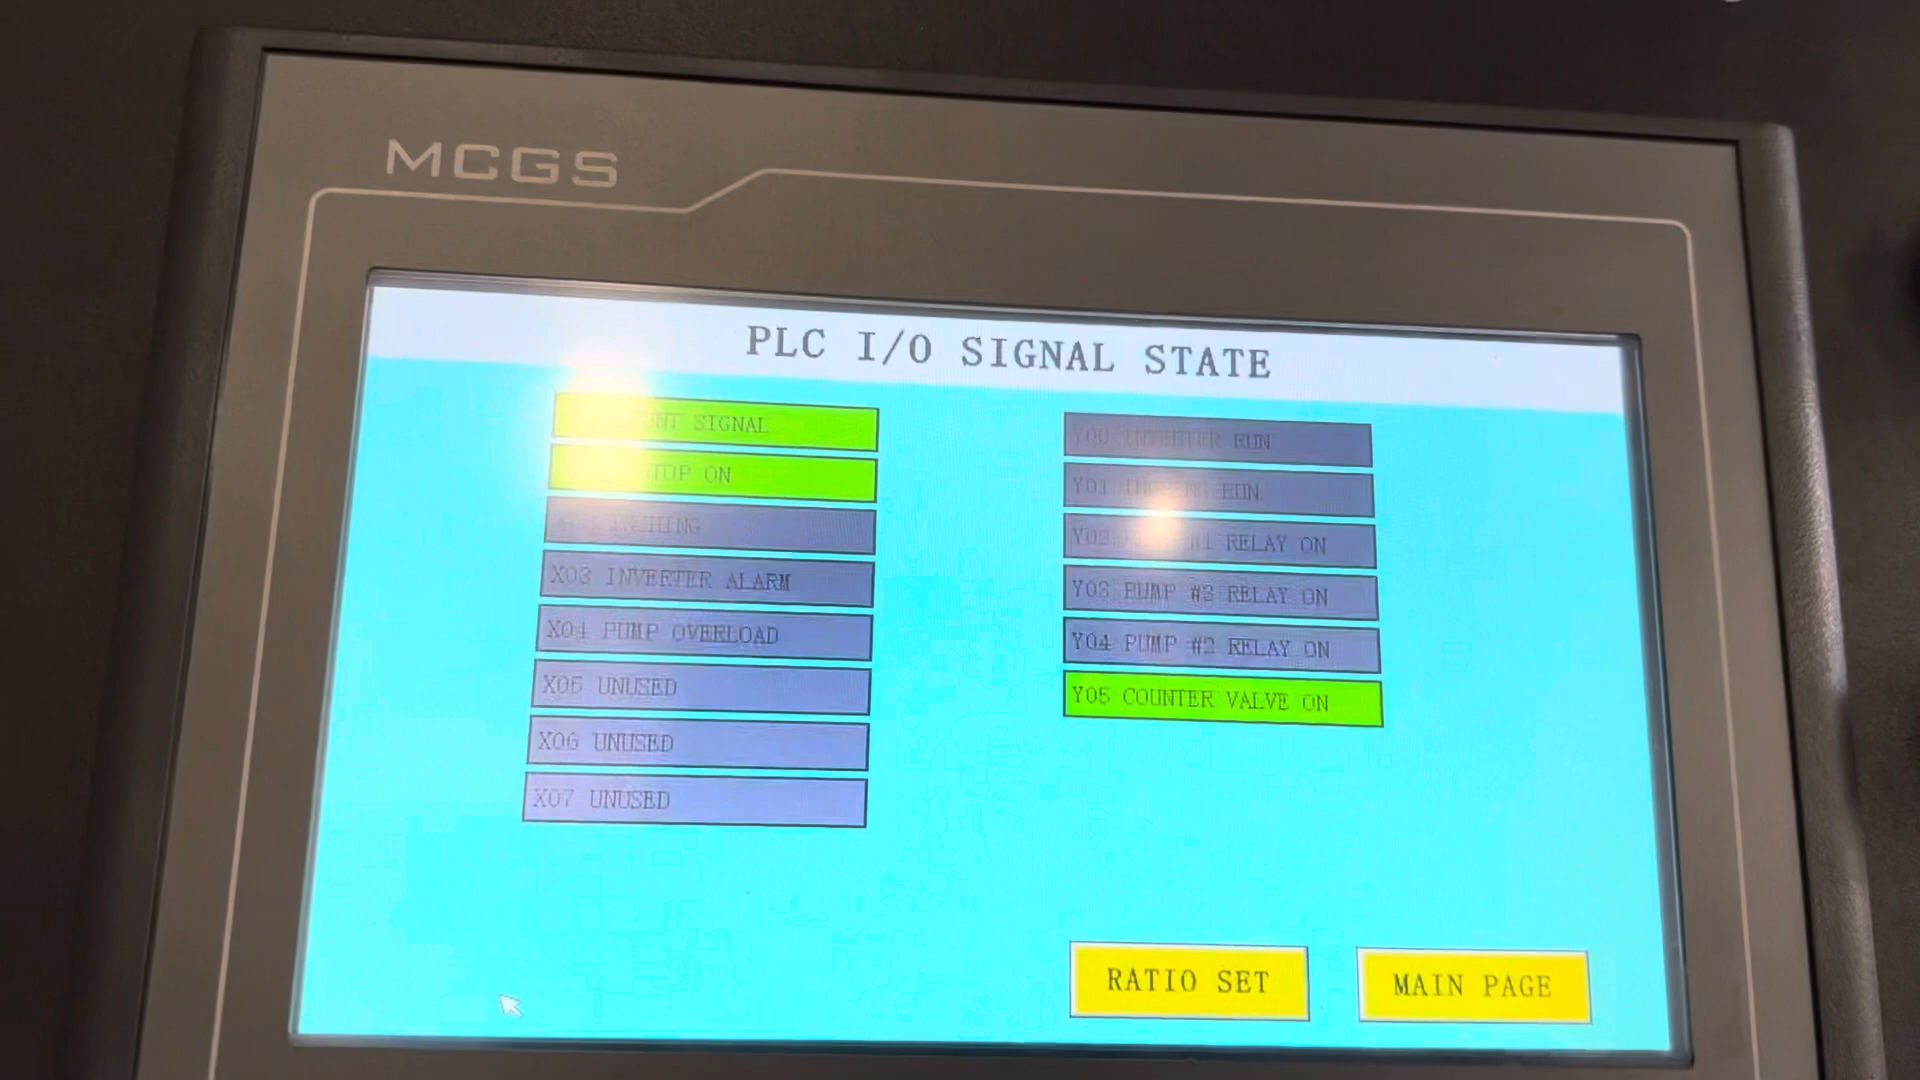 MCGS
PLC I/O SIGNAL STATE
SIGNAL
ON
INCHING
X03 INVERTER ALARM
X04 PUMP OVERLOAD
X05 UNUSED
X06 UNUSED
X07 UNUSED
Y00 INVERTER RUN
Y01 RUN
RELAY ON
Y03 PUMP #3 RELAY ON
Y04 PUMP #2 RELAY ON
Y05 COUNTER VALVE ON
RATIO SET
MAIN PAGE